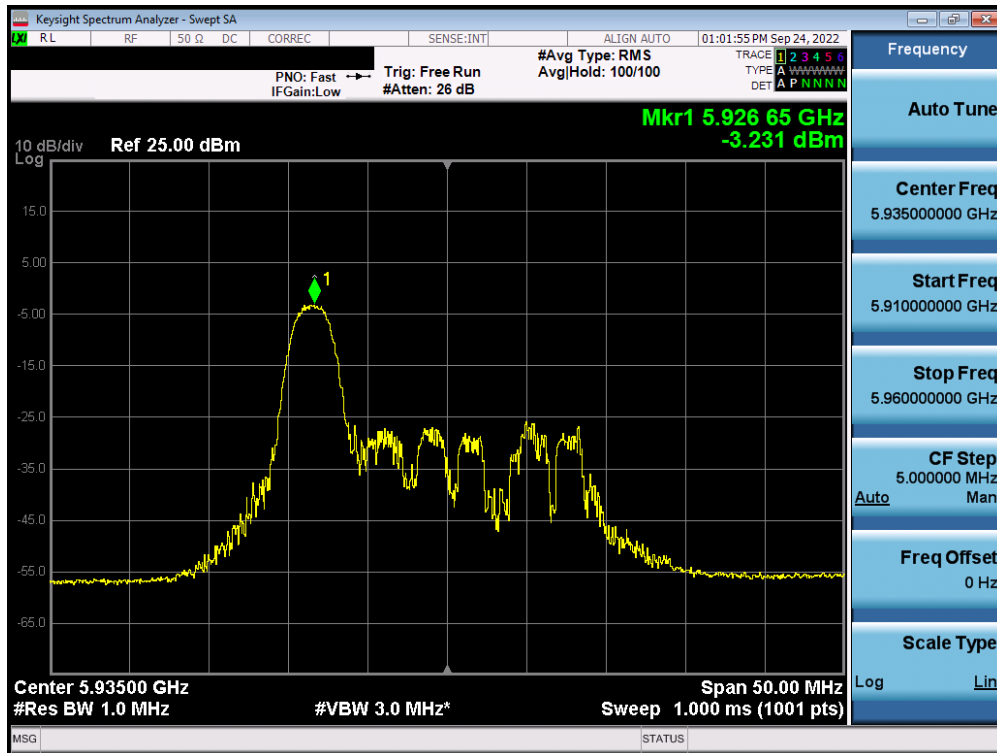 Keysight Spectrum Analyzer - Swept SA
LXI RL RF 50 Ω DC CORREC SENSE:INT ALIGN AUTO 01:01:55 PM Sep 24, 2022
PNO: Fast
IFGain:Low
Trig: Free Run
#Atten: 26 dB
#Avg Type: RMS
Avg|Hold: 100/100
TRACE 1 2 3 4 5 6
TYPE A WWWWW
DET A P N N N N
Mkr1 5.926 65 GHz
-3.231 dBm
10 dB/div
Log
Ref 25.00 dBm
15.0
5.00
-5.00
-15.0
-25.0
-35.0
-45.0
-55.0
-65.0
1
Center 5.93500 GHz
#Res BW 1.0 MHz
#VBW 3.0 MHz*
Span 50.00 MHz
Sweep 1.000 ms (1001 pts)
MSG
STATUS
Frequency
Auto Tune
Center Freq
5.935000000 GHz
Start Freq
5.910000000 GHz
Stop Freq
5.960000000 GHz
CF Step
5.000000 MHz
Auto Man
Freq Offset
0 Hz
Scale Type
Log Lin